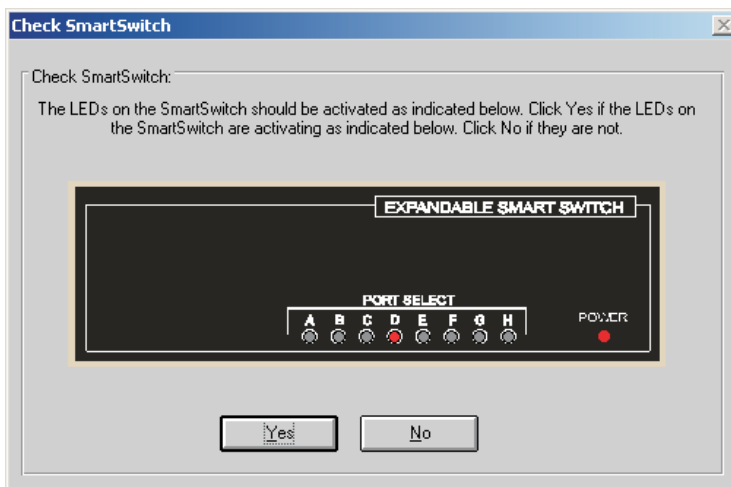 Check SmartSwitch
Check SmartSwitch:
The LEDs on the SmartSwitch should be activated as indicated below. Click Yes if the LEDs on
the SmartSwitch are activating as indicated below. Click No if they are not.
EXPANDABLE SMART SWITCH
PORT SELECT
A B C D E F G H
POWER
Yes No